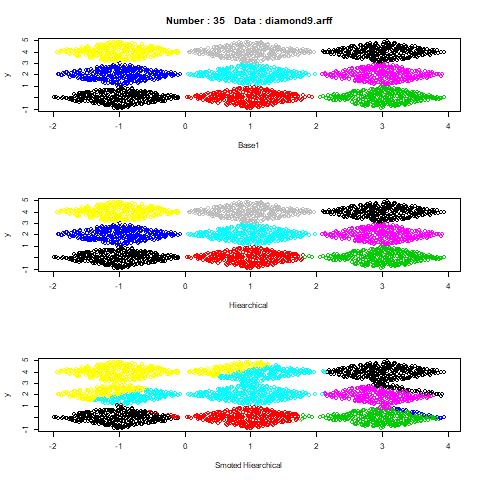 Number : 35 Data : diamond9.arff
y
-1 1 2 3 4 5
-2 -1 0 1 2 3 4
Base1
y
-1 1 2 3 4 5
-2 -1 0 1 2 3 4
Hiearchical
y
-1 1 2 3 4 5
-2 -1 0 1 2 3 4
Smoted Hiearchical